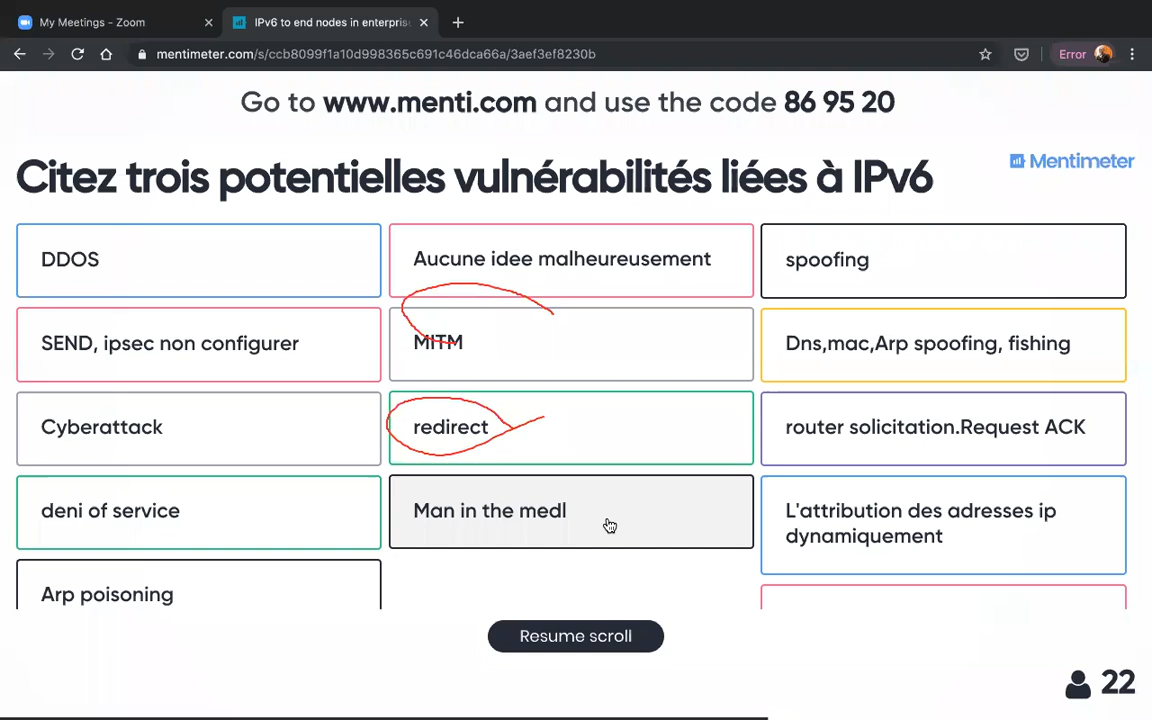 My Meetings - Zoom
IPv6 to end nodes in enterpris
mentimeter.com/s/ccb8099f1a10d998365c691c46dca66a/3aef3ef8230b
Error
Go to www.menti.com and use the code 86 95 20
Citez trois potentielles vulnérabilités liées à IPv6
Mentimeter
DDOS
SEND, ipsec non configurer
Cyberattack
deni of service
Arp poisoning
Aucune idee malheureusement
MITM
redirect
Man in the medl
spoofing
Dns,mac,Arp spoofing, fishing
router solicitation.Request ACK
L'attribution des adresses ip
dynamiquement
Resume scroll
22